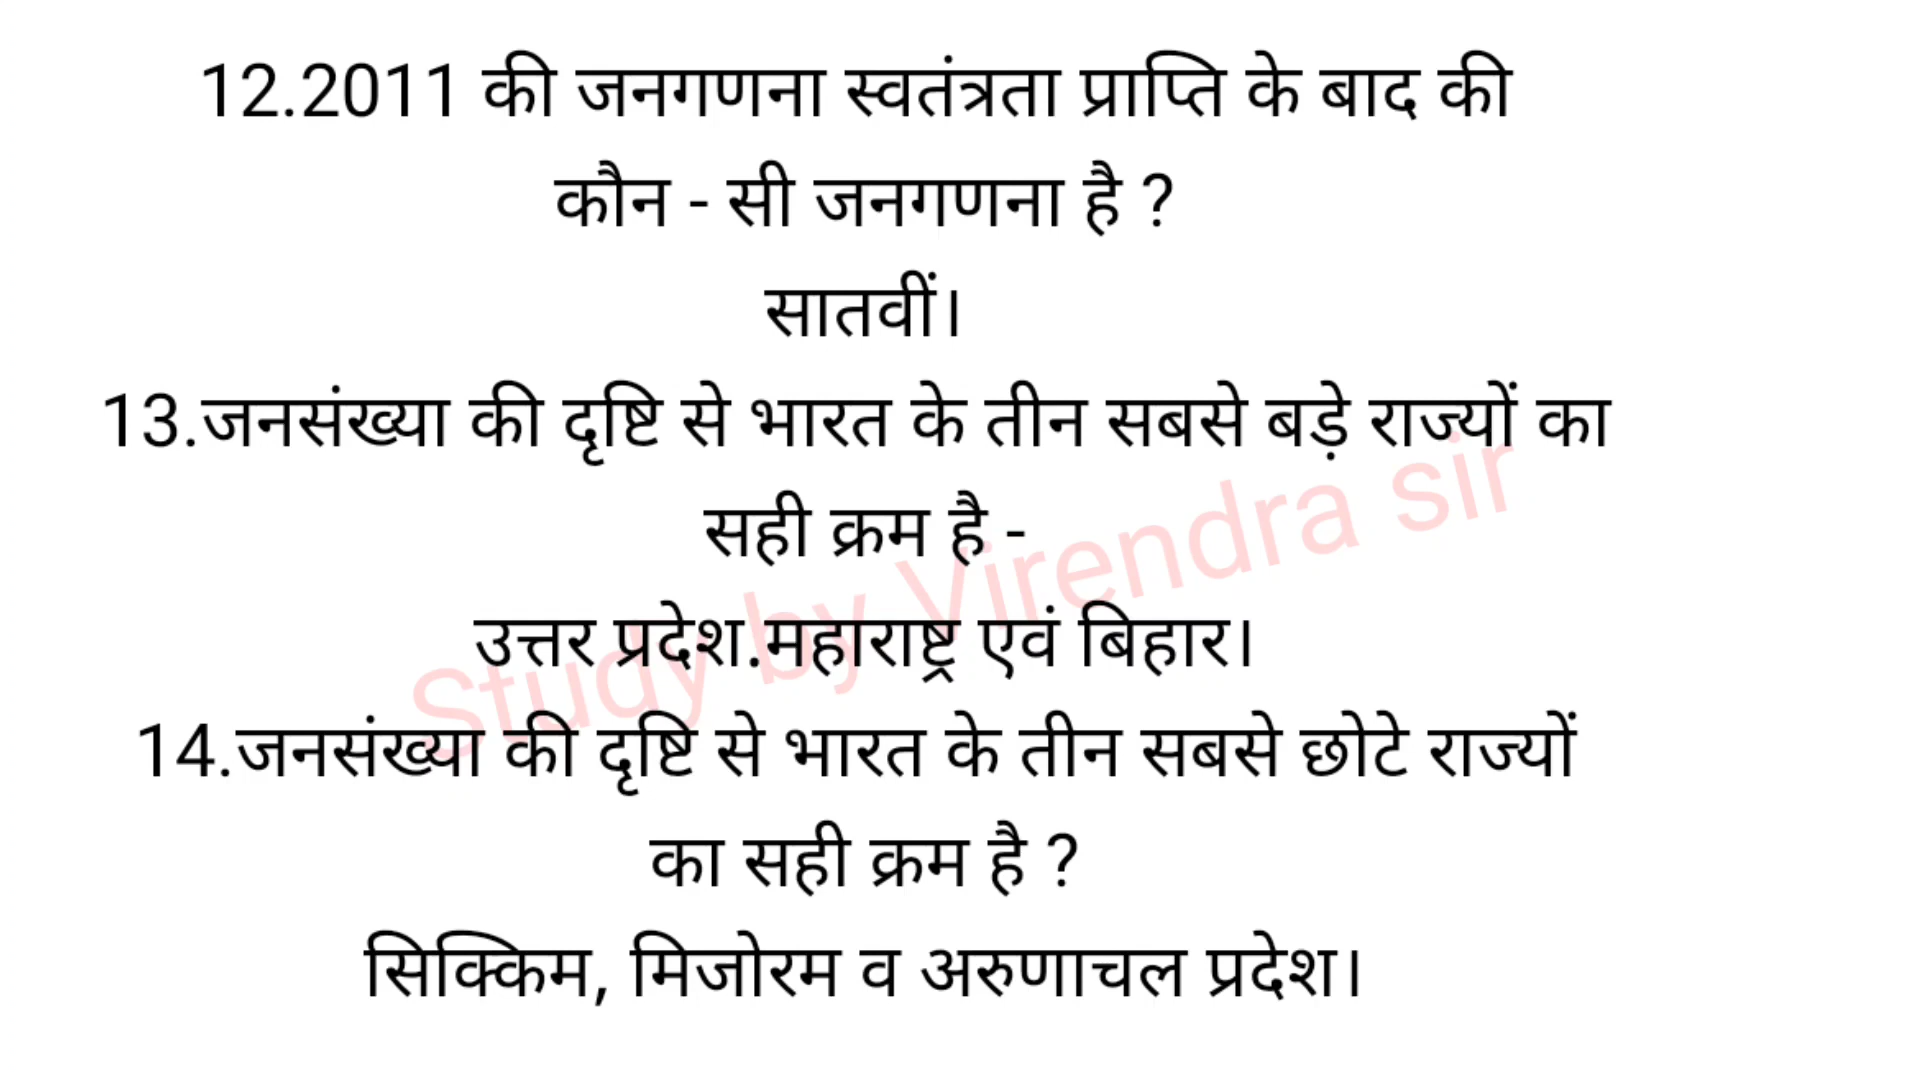 12.2011 की जनगणना स्वतंत्रता प्राप्ति के बाद की
कौन - सी जनगणना है ?
सातवीं।
13.जनसंख्या की दृष्टि से भारत के तीन सबसे बड़े राज्यों का
सही क्रम है -
उत्तर प्रदेश.महाराष्ट्र एवं बिहार।
14.जनसंख्या की दृष्टि से भारत के तीन सबसे छोटे राज्यों
का सही क्रम है ?
सिक्किम, मिजोरम व अरुणाचल प्रदेश।
Study by Virendra sir